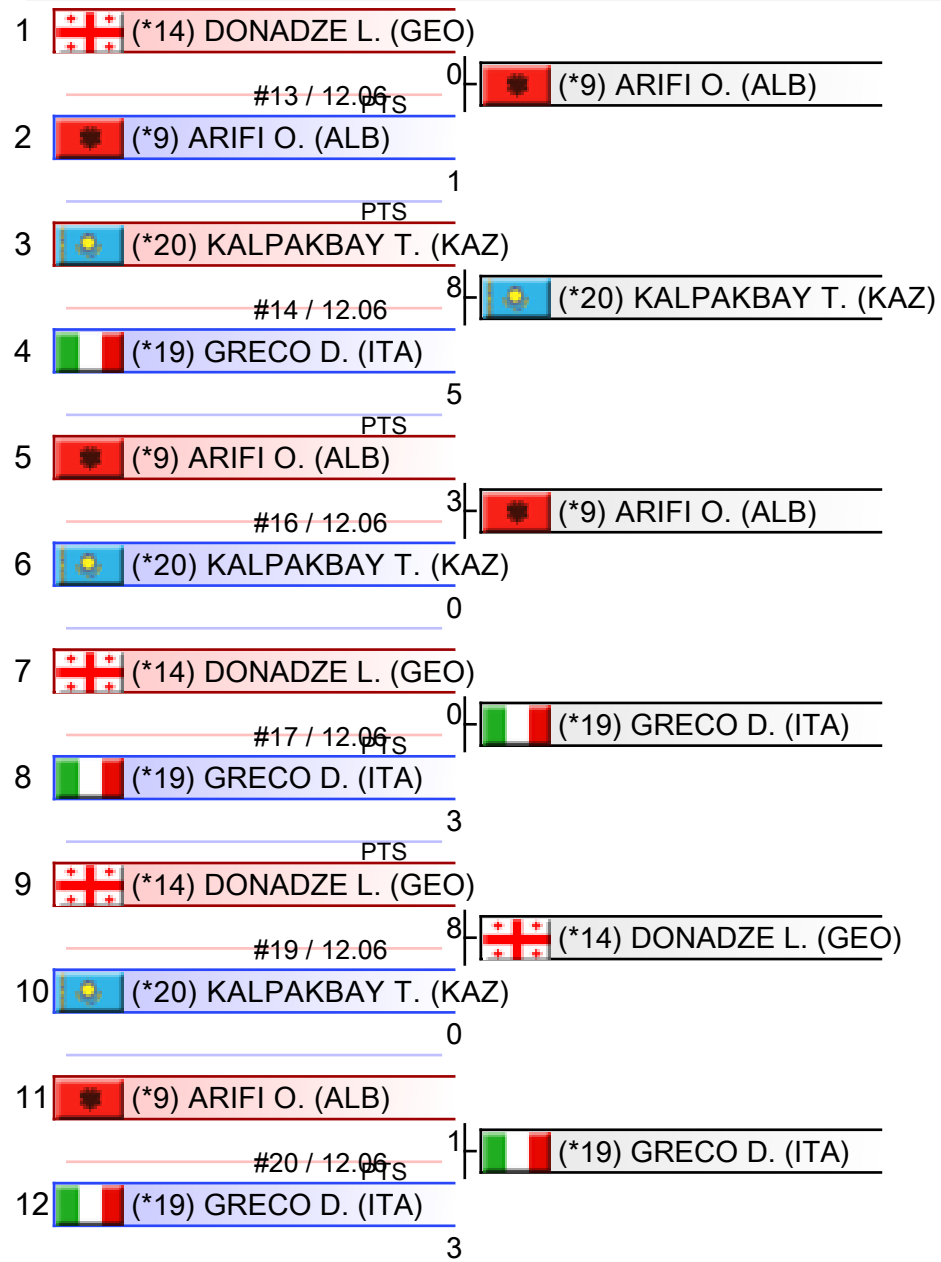 1 (*14) DONADZE L. (GEO)
0 (*9) ARIFI O. (ALB)
#13 / 12.06
PTS
2 (*9) ARIFI O. (ALB)
1
PTS
3 (*20) KALPAKBAY T. (KAZ)
8 (*20) KALPAKBAY T. (KAZ)
#14 / 12.06
4 (*19) GRECO D. (ITA)
5
PTS
5 (*9) ARIFI O. (ALB)
3 (*9) ARIFI O. (ALB)
#16 / 12.06
6 (*20) KALPAKBAY T. (KAZ)
0
7 (*14) DONADZE L. (GEO)
0 (*19) GRECO D. (ITA)
#17 / 12.06
PTS
8 (*19) GRECO D. (ITA)
3
PTS
9 (*14) DONADZE L. (GEO)
8 (*14) DONADZE L. (GEO)
#19 / 12.06
10 (*20) KALPAKBAY T. (KAZ)
0
11 (*9) ARIFI O. (ALB)
1 (*19) GRECO D. (ITA)
#20 / 12.06
PTS
12 (*19) GRECO D. (ITA)
3